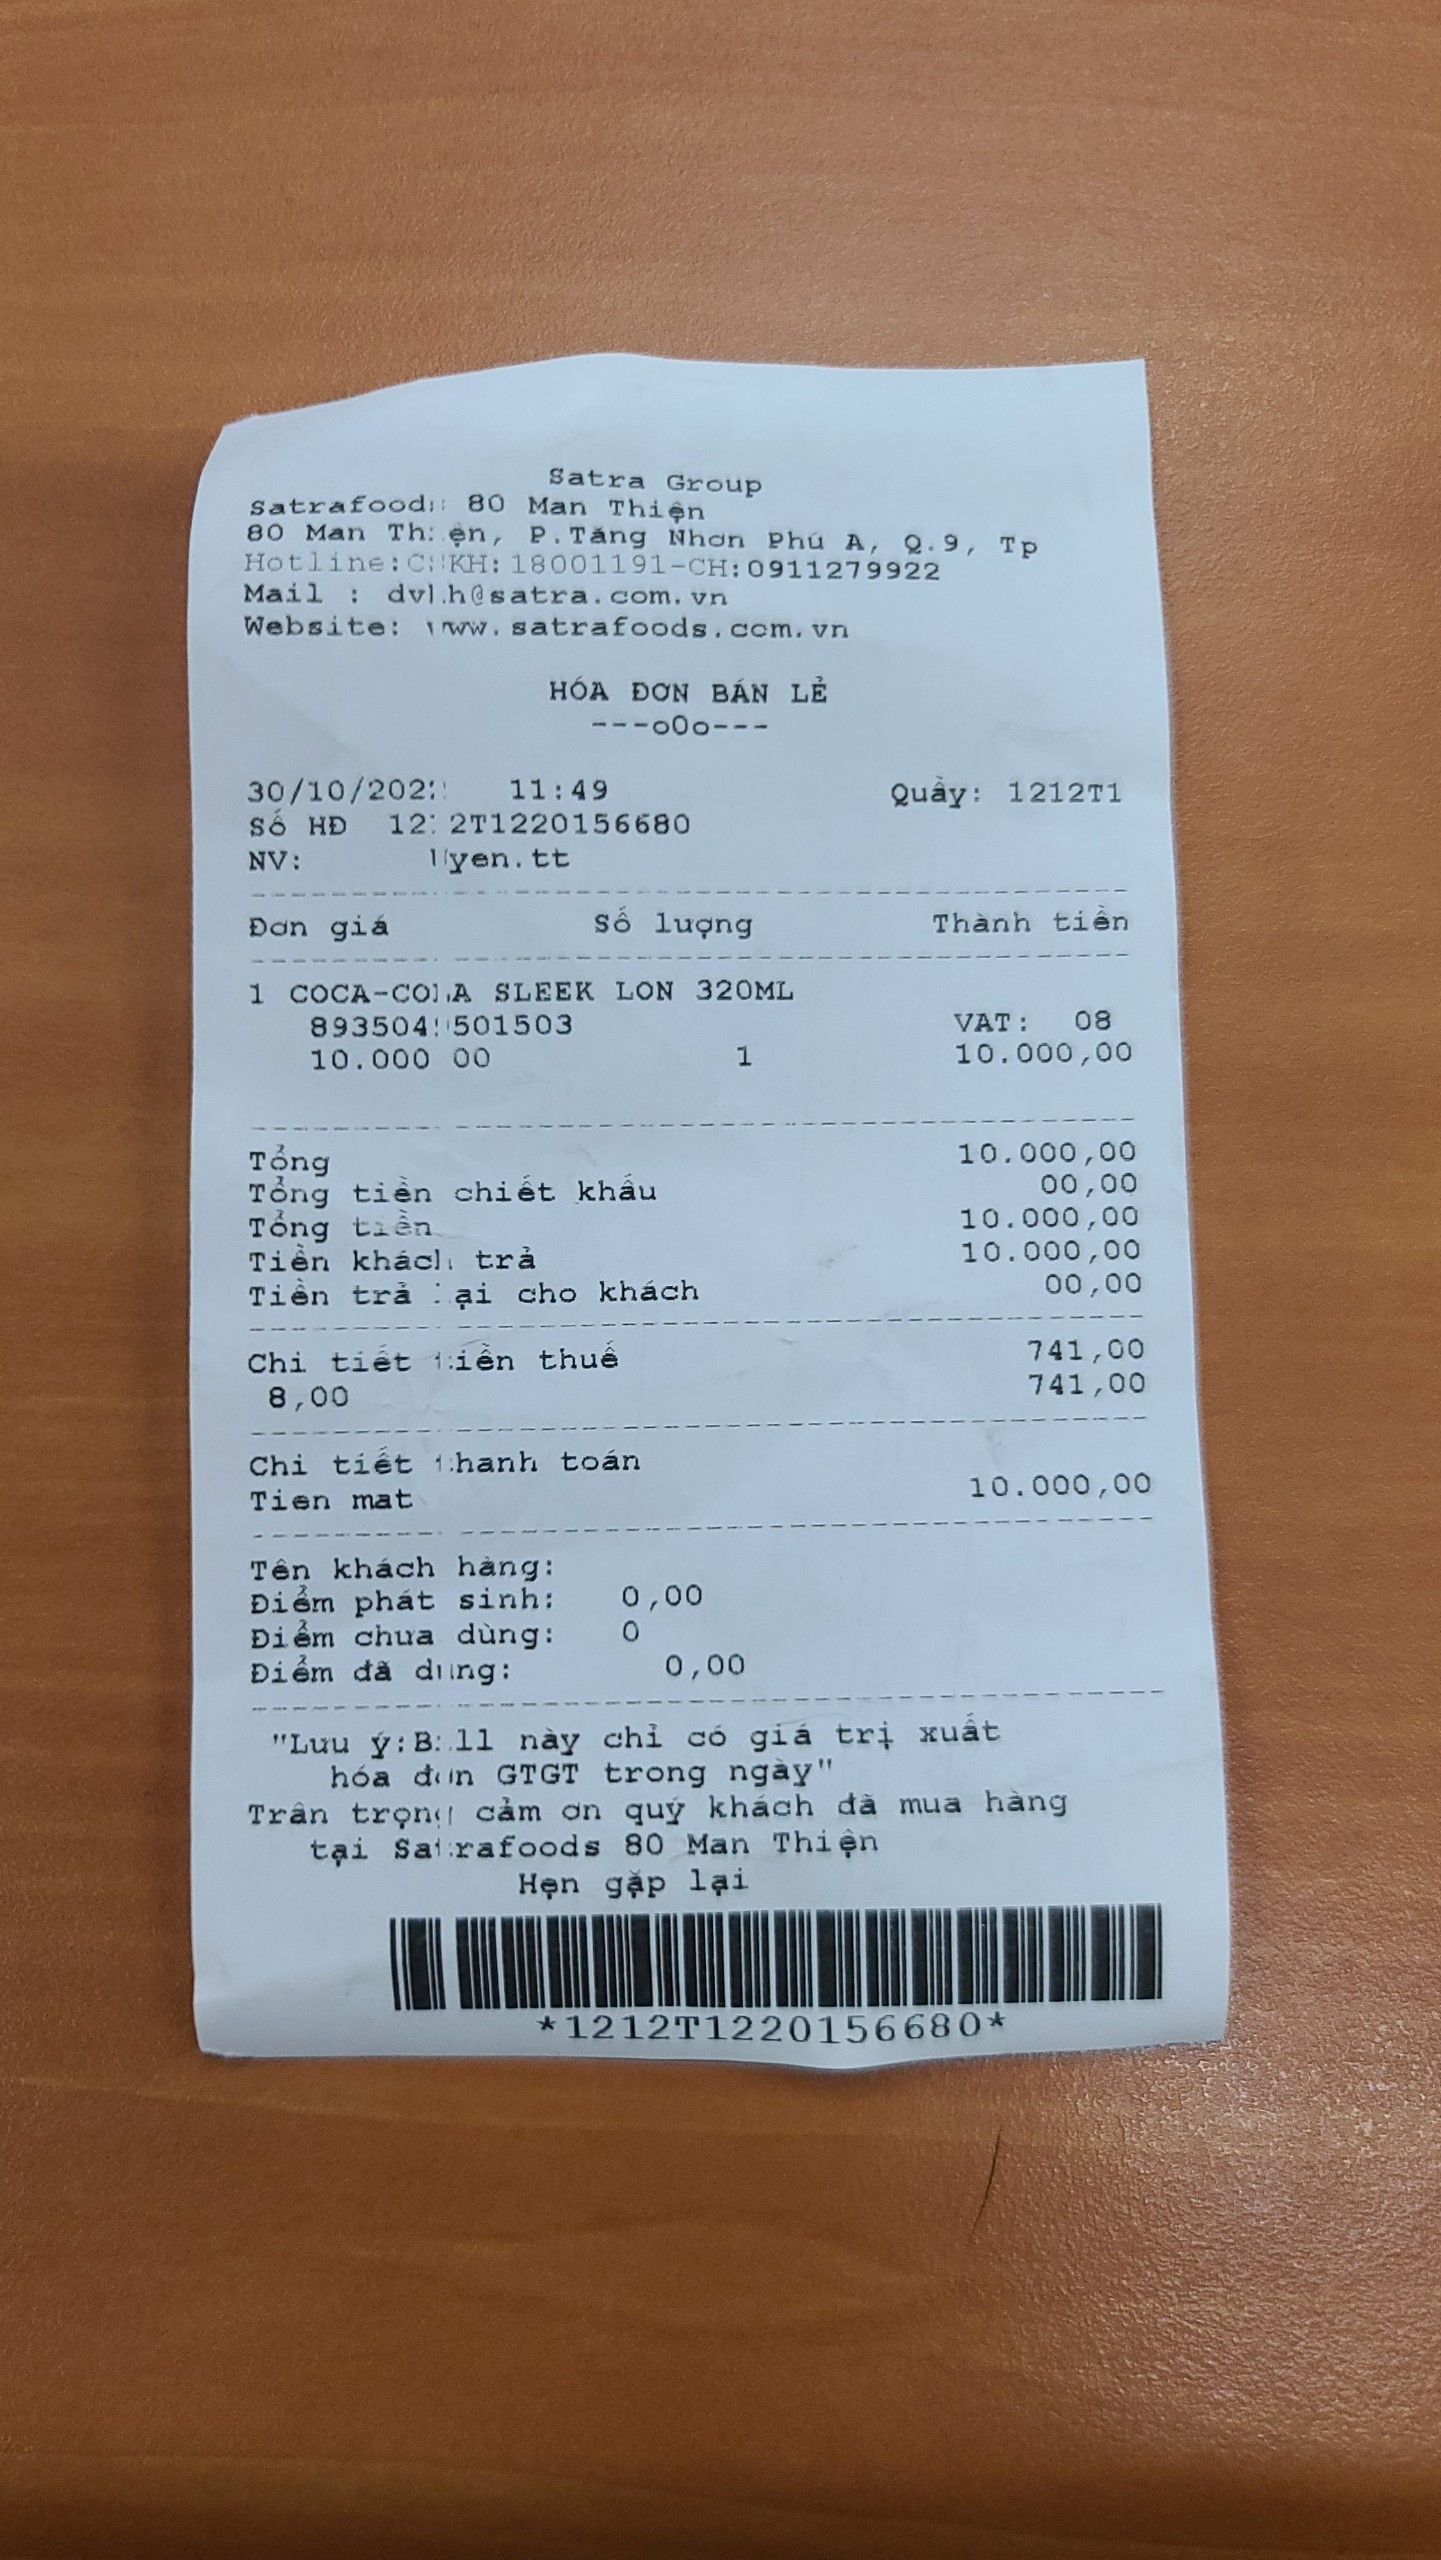 Satra Group
Satrafoods 80 Man Thiện
80 Man Thiện, P.Tăng Nhơn Phú A, Q.9, Tp
Hotline:CSKH:18001191-CH:0911279922
Mail : dvkh@satra.com.vn
Website: www.satrafoods.com.vn
HÓA ĐƠN BÁN LẺ
---oOo---
30/10/2022 11:49 Quầy: 1212T1
Số HĐ 1212T1220156680
NV: Uyen.tt
Đơn giá Số lượng Thành tiền
1 COCA-COLA SLEEK LON 320ML
8935049501503 VAT: 08
10.000 00 1 10.000,00
Tổng 10.000,00
Tổng tiền chiết khấu 00,00
Tổng tiền 10.000,00
Tiền khách trả 10.000,00
Tiền trả lại cho khách 00,00
Chi tiết tiền thuế 741,00
8,00 741,00
Chi tiết thanh toán
Tien mat 10.000,00
Tên khách hàng:
Điểm phát sinh: 0,00
Điểm chưa dùng: 0
Điểm đã dùng: 0,00
"Lưu ý:Bill này chỉ có giá trị xuất
hóa đơn GTGT trong ngày"
Trân trọng cảm ơn quý khách đã mua hàng
tại Satrafoods 80 Man Thiện
Hẹn gặp lại
*1212T1220156680*